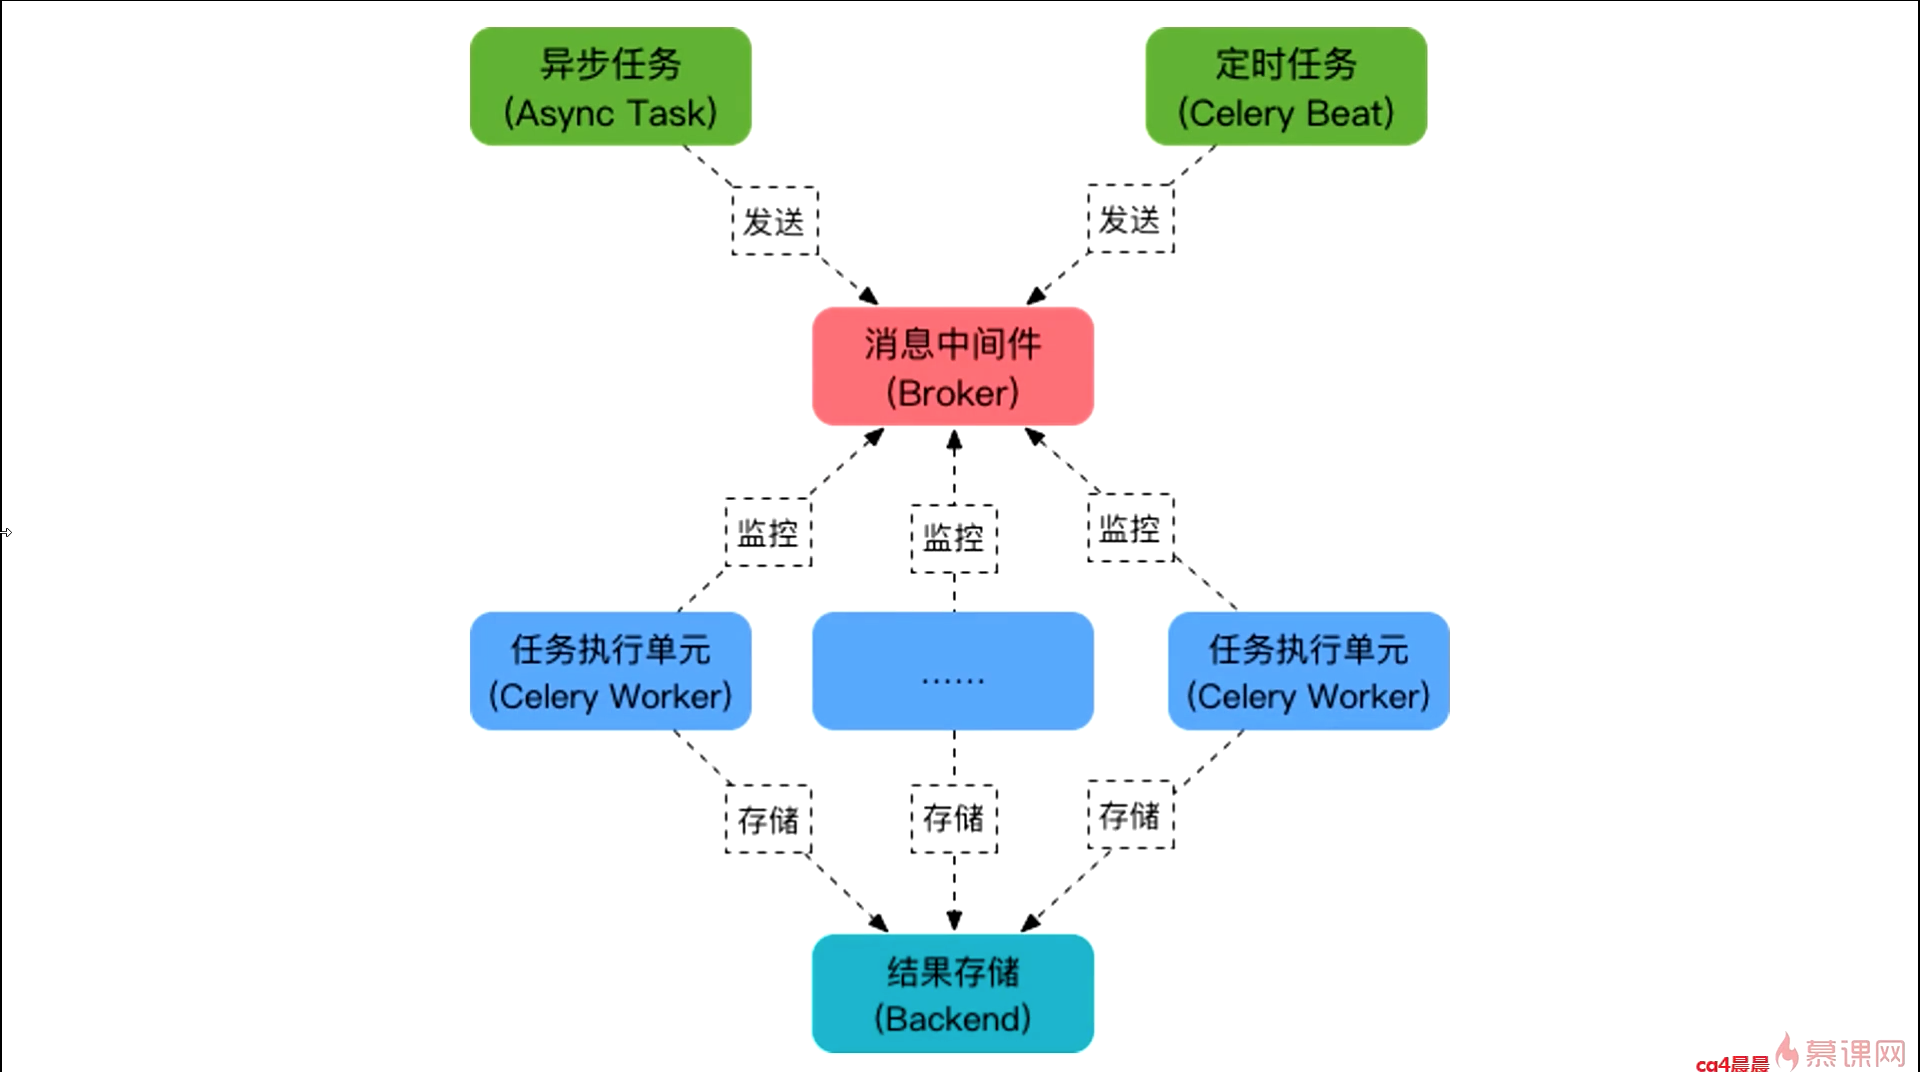 异步任务
(Async Task)
定时任务
(Celery Beat)
发送
发送
消息中间件
(Broker)
监控
监控
监控
任务执行单元
(Celery Worker)
......
任务执行单元
(Celery Worker)
存储
存储
存储
结果存储
(Backend)
cq4晨晨
慕课网